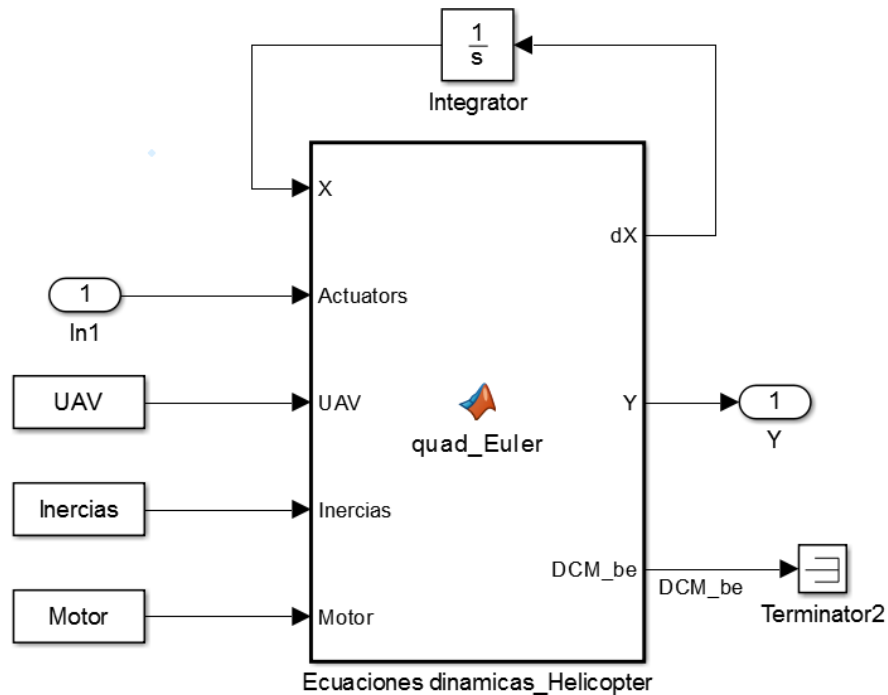 1
s
Integrator
X
dX
1
In1
Actuators
UAV
UAV
quad_Euler
Y
1
Y
Inercias
Inercias
DCM_be
DCM_be
Terminator2
Motor
Motor
Ecuaciones dinamicas_Helicopter